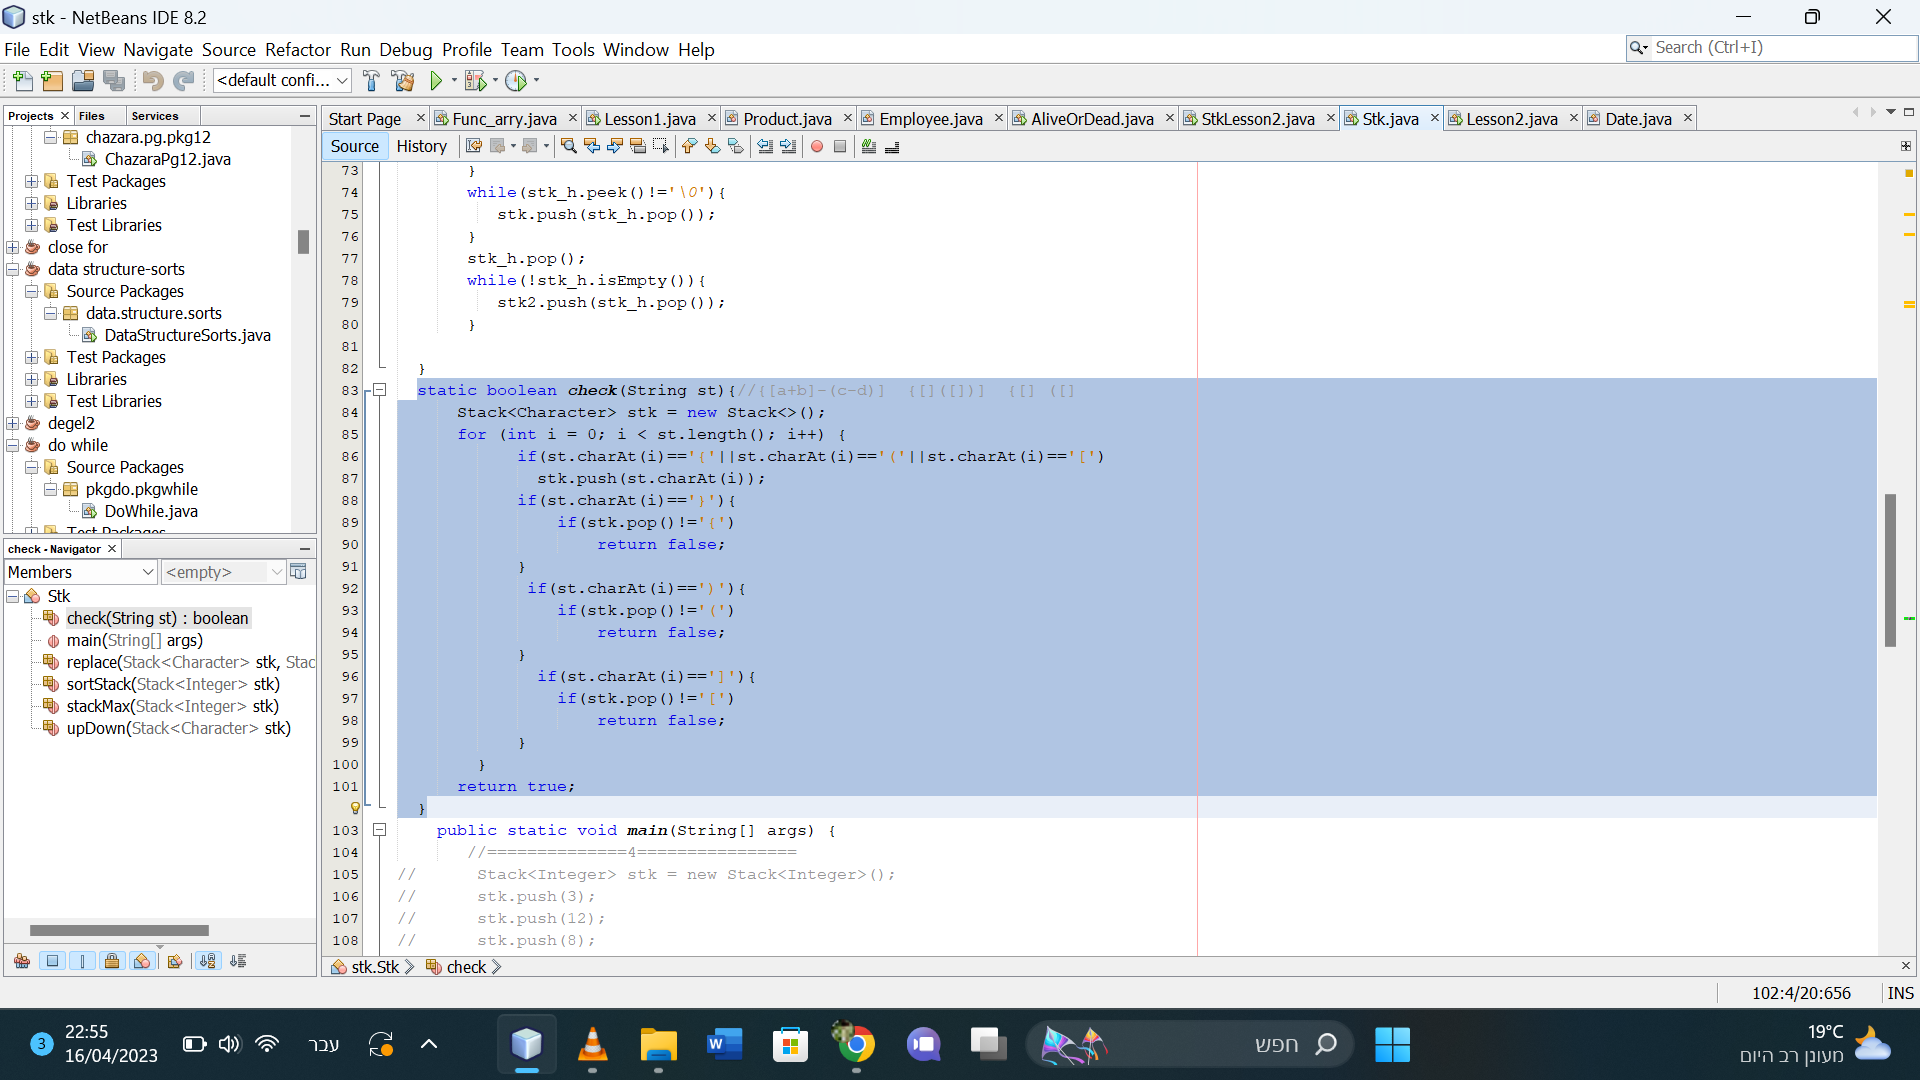 stk - NetBeans IDE 8.2
File Edit View Navigate Source Refactor Run Debug Profile Team Tools Window Help
Search (Ctrl+I)
<default confi...
Projects Files Services
chazara.pg.pkg12
ChazaraPg12.java
Test Packages
Libraries
Test Libraries
close for
data structure-sorts
Source Packages
data.structure.sorts
DataStructureSorts.java
Test Packages
Libraries
Test Libraries
degel2
do while
Source Packages
pkgdo.pkgwhile
DoWhile.java
Test Packages
check - Navigator
Members <empty>
Stk
check(String st) : boolean
main(String[] args)
replace(Stack<Character> stk, Stac
sortStack(Stack<Integer> stk)
stackMax(Stack<Integer> stk)
upDown(Stack<Character> stk)
Start Page Func_arry.java Lesson1.java Product.java Employee.java AliveOrDead.java StkLesson2.java Stk.java Lesson2.java Date.java
Source History
73 }
74 while(stk_h.peek()!='\0'){
75 stk.push(stk_h.pop());
76 }
77 stk_h.pop();
78 while(!stk_h.isEmpty()){
79 stk2.push(stk_h.pop());
80 }
81
82 }
83 static boolean check(String st){//{[a+b]-(c-d)] {[]([])] {[] ([]
84 Stack<Character> stk = new Stack<>();
85 for (int i = 0; i < st.length(); i++) {
86 if(st.charAt(i)=='{'||st.charAt(i)=='('||st.charAt(i)=='[')
87 stk.push(st.charAt(i));
88 if(st.charAt(i)=='}'){
89 if(stk.pop()!='{')
90 return false;
91 }
92 if(st.charAt(i)==')'){
93 if(stk.pop()!='(')
94 return false;
95 }
96 if(st.charAt(i)==']'){
97 if(stk.pop()!='[')
98 return false;
99 }
100 }
101 return true;
}
103 public static void main(String[] args) {
104 //==============4================
105 // Stack<Integer> stk = new Stack<Integer>();
106 // stk.push(3);
107 // stk.push(12);
108 // stk.push(8);
stk.Stk check
102:4/20:656 INS
3 22:55
16/04/2023
עבר
חפש
19°C
מעונן רב היום